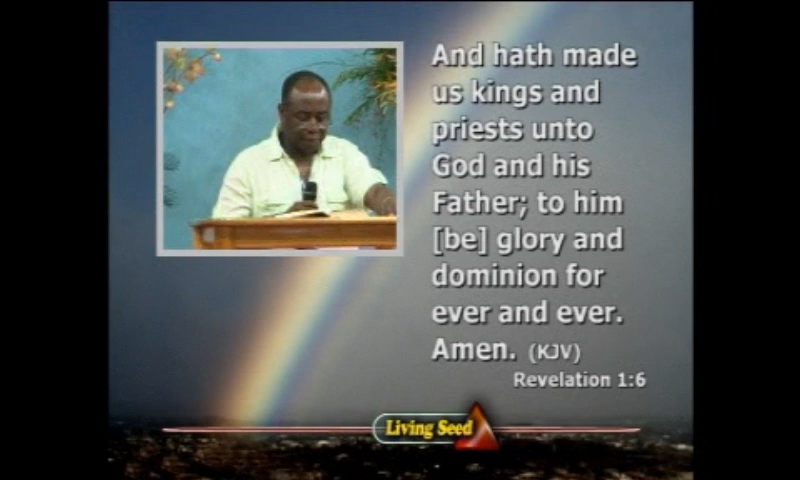 And hath made
us kings and
priests unto
God and his
Father; to him
[be] glory and
dominion for
ever and ever.
Amen. (KJV)
Revelation 1:6
Living Seed